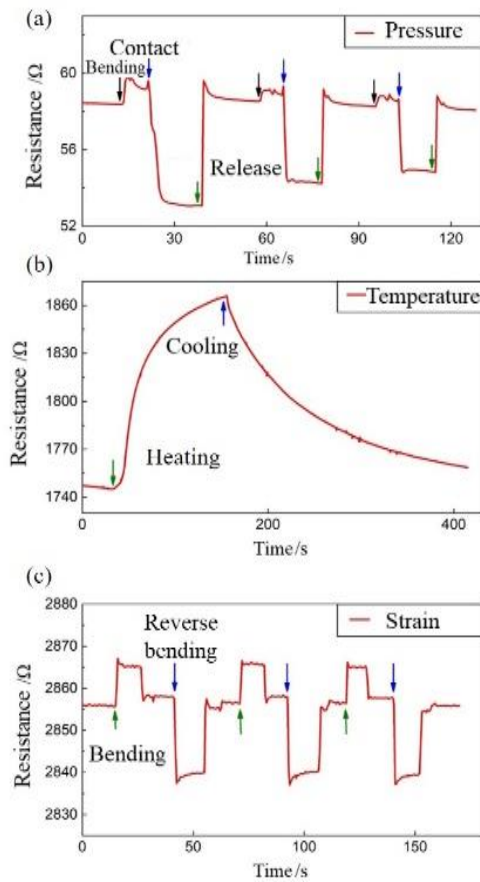 (a)
Contact
Bending
Pressure
Release
60
56
52
Resistance /Ω
0 30 60 90 120
Time/s
(b)
Temperature
Cooling
Heating
1860
1830
1800
1770
1740
Resistance /Ω
0 200 400
Time/s
(c)
Reverse
bcnding
Strain
Bending
2880
2870
2860
2850
2840
2830
Resistance /Ω
0 50 100 150
Time/s